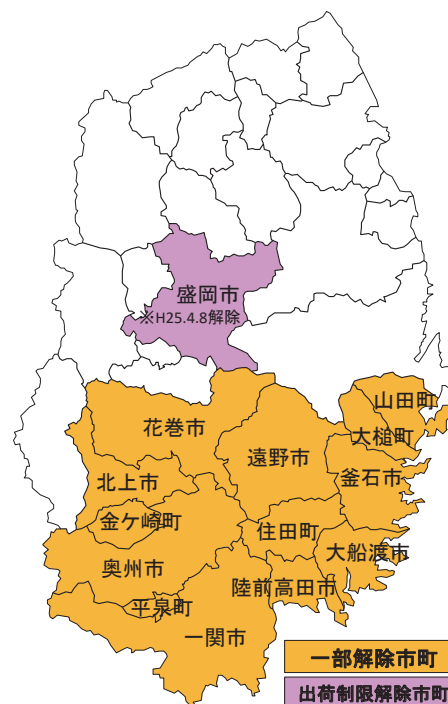 盛岡市
※H25.4.8解除
山田町
大槌町
花巻市
遠野市
釜石市
北上市
金ケ崎町
住田町
大船渡市
奥州市
陸前高田市
平泉町
一関市
一部解除市町
出荷制限解除市町